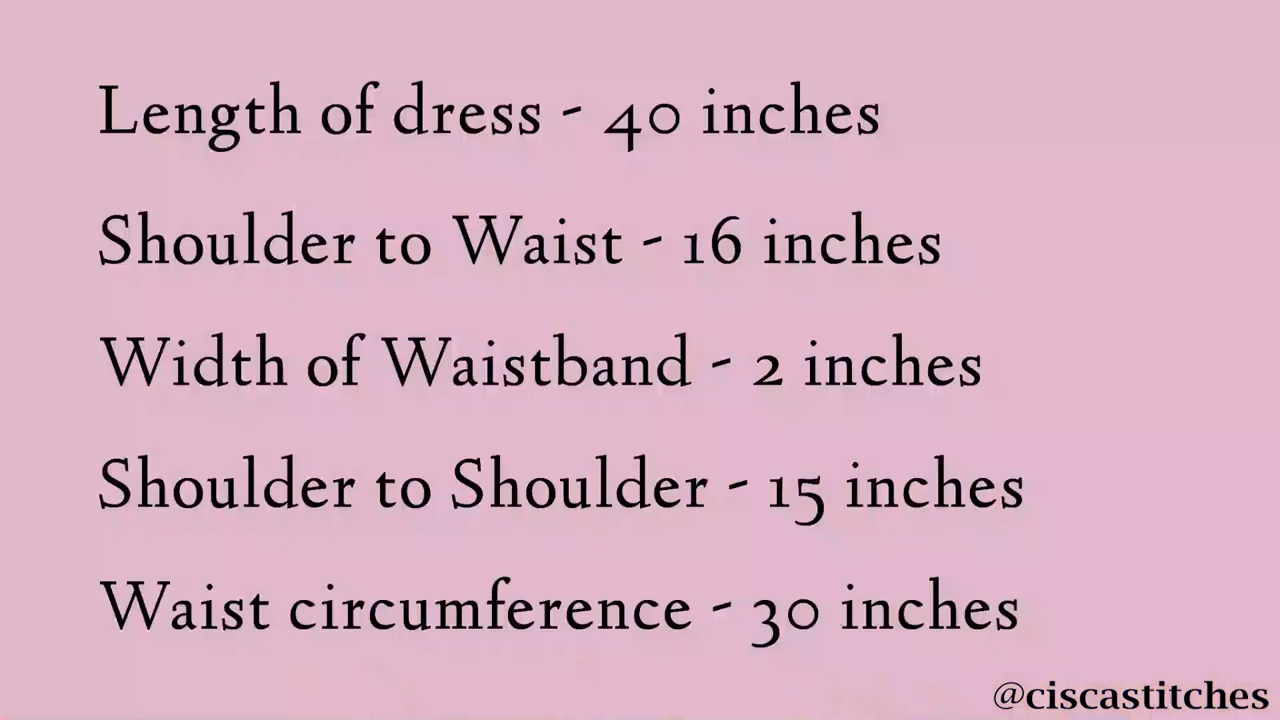 Length of dress - 40 inches
Shoulder to Waist - 16 inches
Width of Waistband - 2 inches
Shoulder to Shoulder - 15 inches
Waist circumference - 30 inches
@ciscastitches